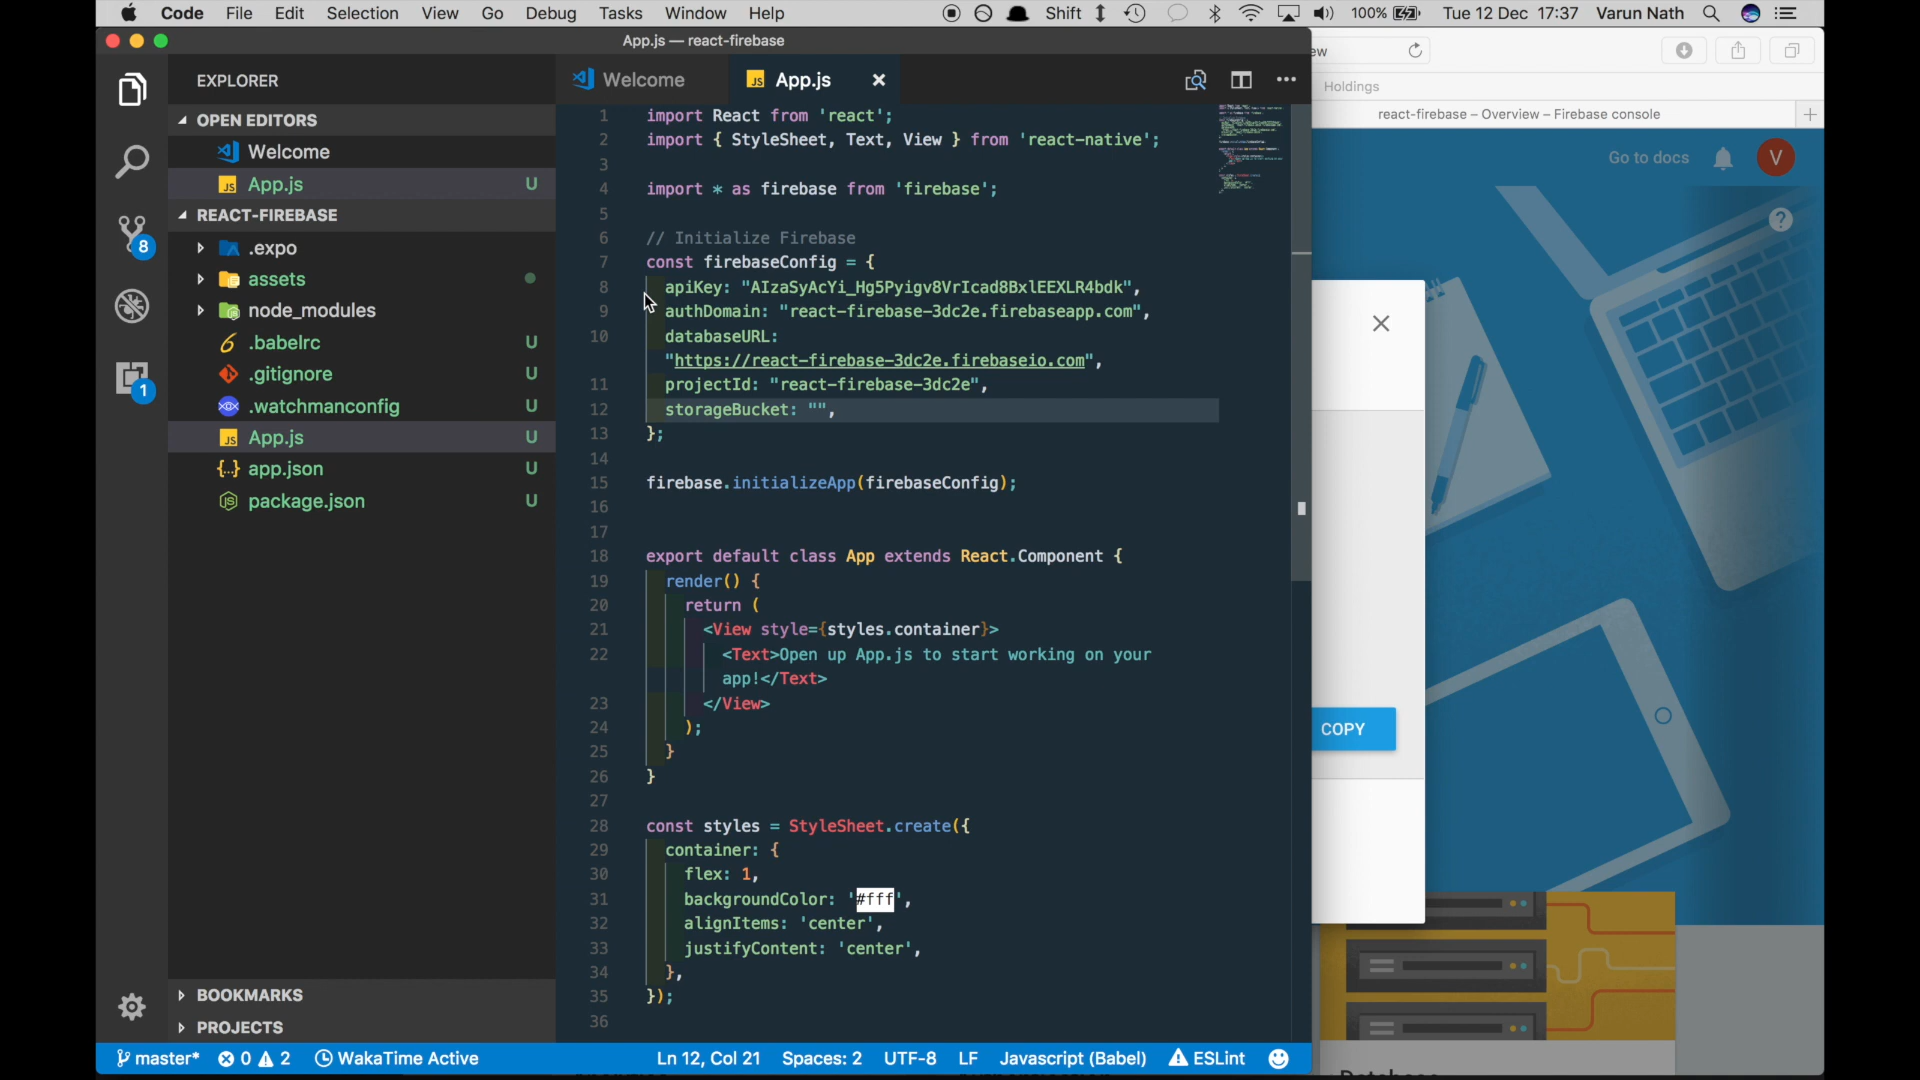 Code File Edit Selection View Go Debug Tasks Window Help Shift 100% Tue 12 Dec 17:37 Varun Nath
App.js — react-firebase
EXPLORER
OPEN EDITORS
Welcome
App.js U
REACT-FIREBASE
.expo
assets
node_modules
.babelrc U
.gitignore U
.watchmanconfig U
App.js U
app.json U
package.json U
BOOKMARKS
PROJECTS
8
1
Welcome App.js
1 import React from 'react';
2 import { StyleSheet, Text, View } from 'react-native';
3
4 import * as firebase from 'firebase';
5
6 // Initialize Firebase
7 const firebaseConfig = {
8 apiKey: "AIzaSyAcYi_Hg5Pyigv8VrIcad8BxlEEXLR4bdk",
9 authDomain: "react-firebase-3dc2e.firebaseapp.com",
10 databaseURL:
"https://react-firebase-3dc2e.firebaseio.com",
11 projectId: "react-firebase-3dc2e",
12 storageBucket: "",
13 };
14
15 firebase.initializeApp(firebaseConfig);
16
17
18 export default class App extends React.Component {
19 render() {
20 return (
21 <View style={styles.container}>
22 <Text>Open up App.js to start working on your
app!</Text>
23 </View>
24 );
25 }
26 }
27
28 const styles = StyleSheet.create({
29 container: {
30 flex: 1,
31 backgroundColor: '#fff',
32 alignItems: 'center',
33 justifyContent: 'center',
34 },
35 });
36
master* 0 2 WakaTime Active Ln 12, Col 21 Spaces: 2 UTF-8 LF Javascript (Babel) ESLint
ew
Holdings
react-firebase – Overview – Firebase console
Go to docs V
?
COPY